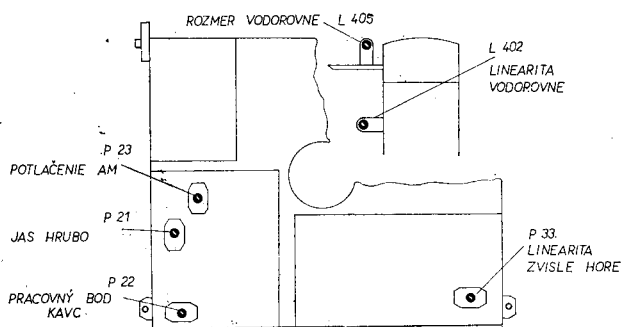 ROZMER VODOROVNE L 405
L 402
LINEARITA
VODOROVNE
P 23
POTLAČENIE AM
P 21
JAS HRUBO
P 22
PRACOVNÝ BOD
KAVC.
P 33.
LINEARITA
ZVISLE HORE